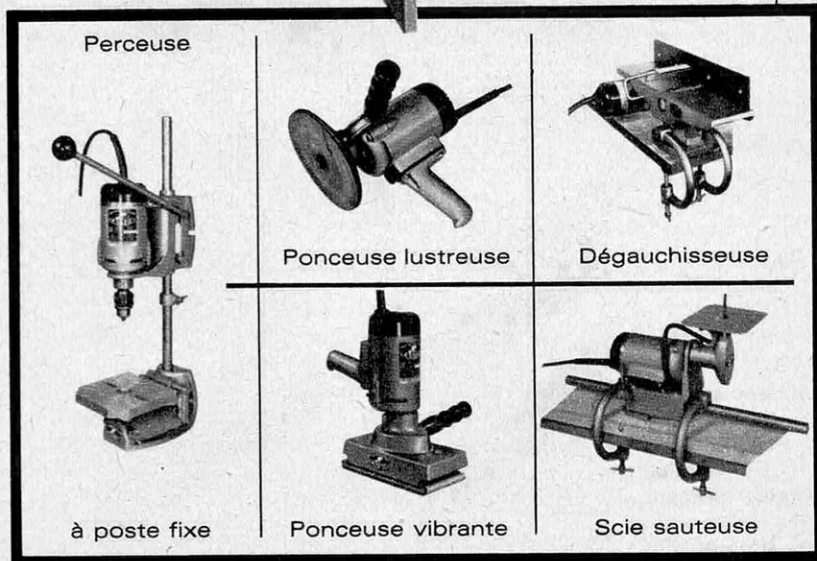 Perceuse
à poste fixe
Ponceuse lustreuse
Dégauchisseuse
Ponceuse vibrante
Scie sauteuse